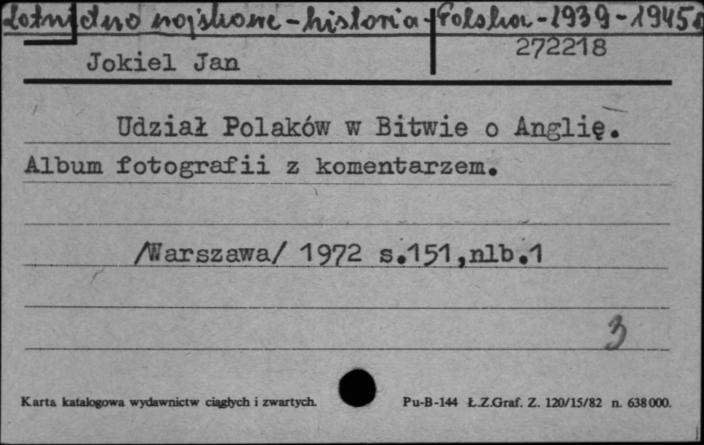 Lotnictwo wojskowe - historia - Polska - 1939 - 1945
272218
Jokiel Jan
Udział Polaków w Bitwie o Anglię.
Album fotografii z komentarzem.
/Warszawa/ 1972 s.151,nlb.1
3
Karta katalogowa wydawnictw ciągłych i zwartych. Pu-B-144 Ł.Z.Graf. Z. 120/15/82 n. 638000.